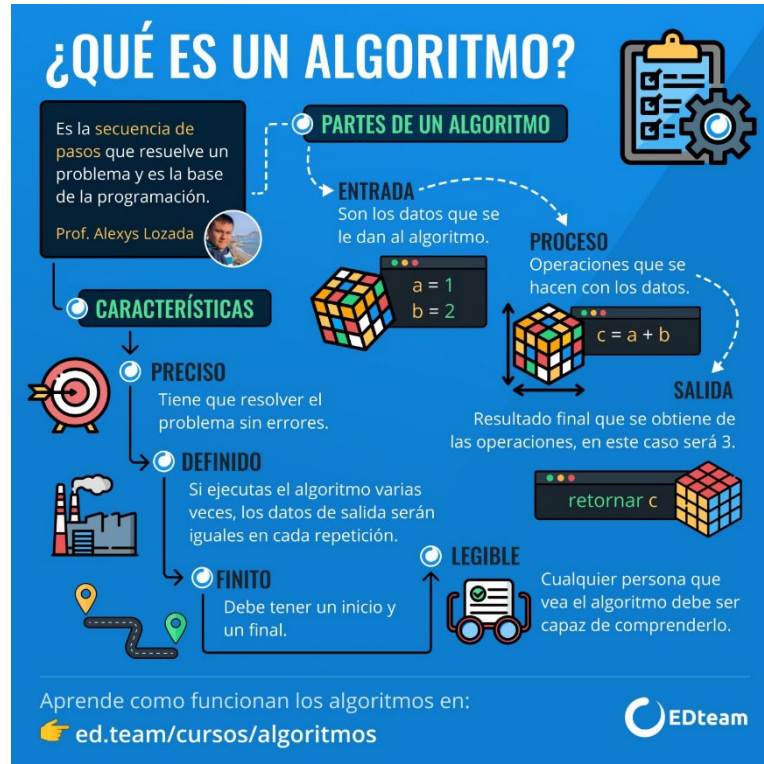 ¿QUÉ ES UN ALGORITMO?
Es la secuencia de
pasos que resuelve un
problema y es la base
de la programación.
Prof. Alexys Lozada
PARTES DE UN ALGORITMO
ENTRADA
Son los datos que se
le dan al algoritmo.
a = 1
b = 2
PROCESO
Operaciones que se
hacen con los datos.
c = a + b
SALIDA
Resultado final que se obtiene de
las operaciones, en este caso será 3.
retornar c
CARACTERÍSTICAS
PRECISO
Tiene que resolver el
problema sin errores.
DEFINIDO
Si ejecutas el algoritmo varias
veces, los datos de salida serán
iguales en cada repetición.
FINITO
Debe tener un inicio y
un final.
LEGIBLE
Cualquier persona que
vea el algoritmo debe ser
capaz de comprenderlo.
Aprende como funcionan los algoritmos en:
ed.team/cursos/algoritmos
EDteam